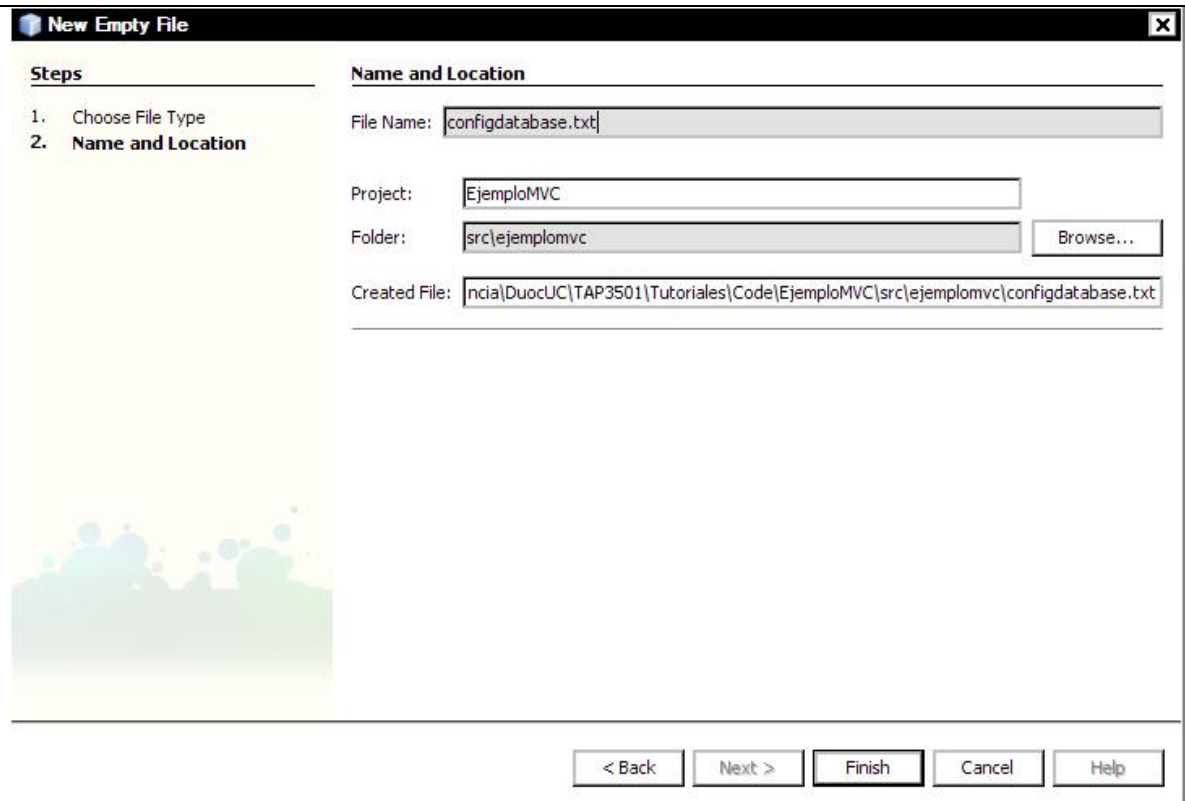 New Empty File
Steps
1. Choose File Type
2. Name and Location
Name and Location
File Name: configdatabase.txt
Project: EjemploMVC
Folder: src\ejemplomvc Browse...
Created File: ncia\DuocUC\TAP3501\Tutoriales\Code\EjemploMVC\src\ejemplomvc\configdatabase.txt
< Back Next > Finish Cancel Help